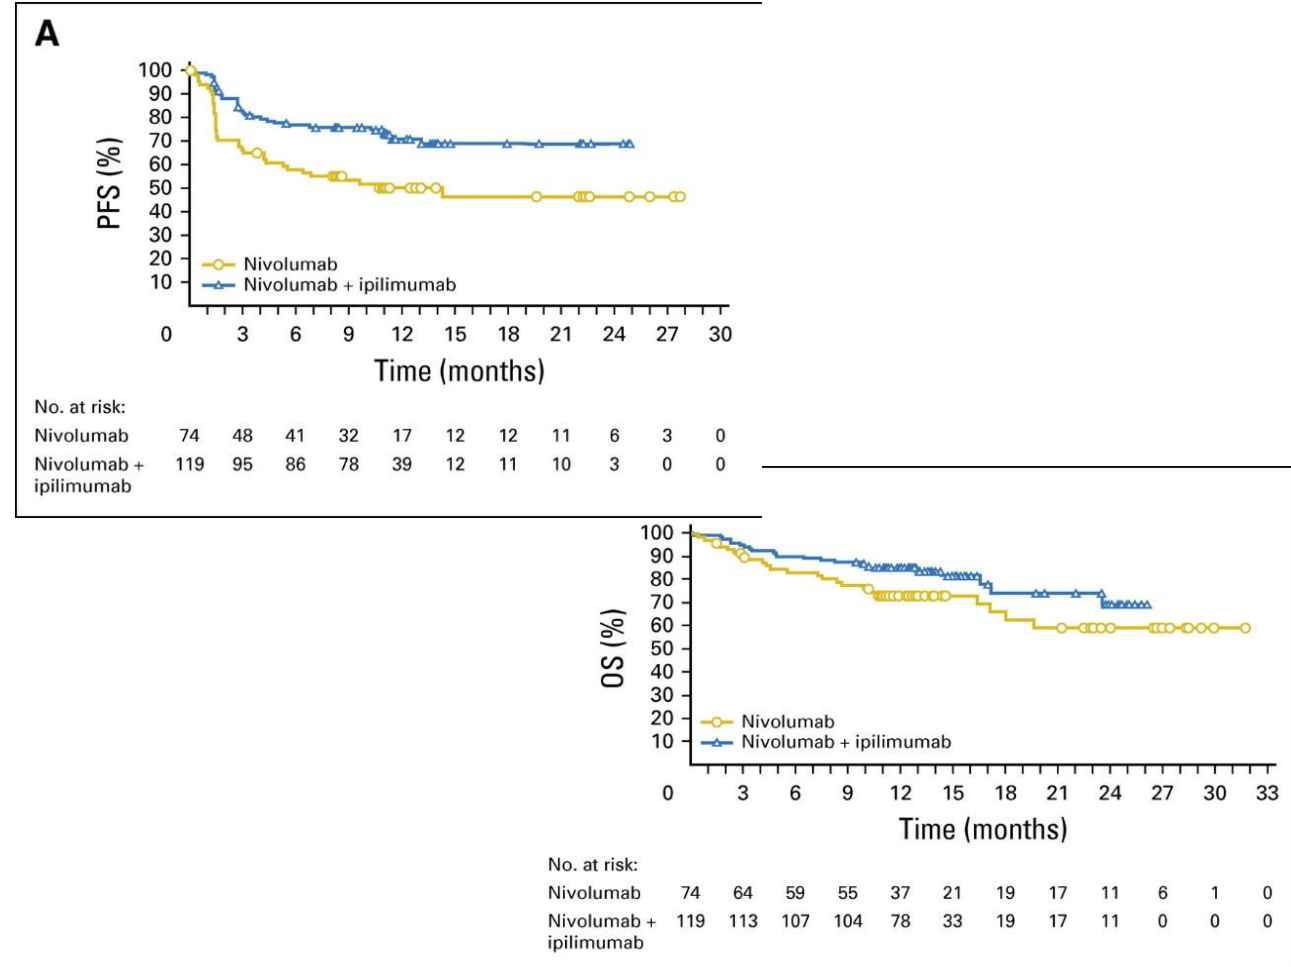 A
100
90
80
70
60
50
40
30
20
10
PFS (%)
Nivolumab
Nivolumab + ipilimumab
0 3 6 9 12 15 18 21 24 27 30
Time (months)
No. at risk:
Nivolumab 74 48 41 32 17 12 12 11 6 3 0
Nivolumab + 119 95 86 78 39 12 11 10 3 0 0
ipilimumab
100
90
80
70
60
50
40
30
20
10
OS (%)
Nivolumab
Nivolumab + ipilimumab
0 3 6 9 12 15 18 21 24 27 30 33
Time (months)
No. at risk:
Nivolumab 74 64 59 55 37 21 19 17 11 6 1 0
Nivolumab + 119 113 107 104 78 33 19 17 11 0 0 0
ipilimumab